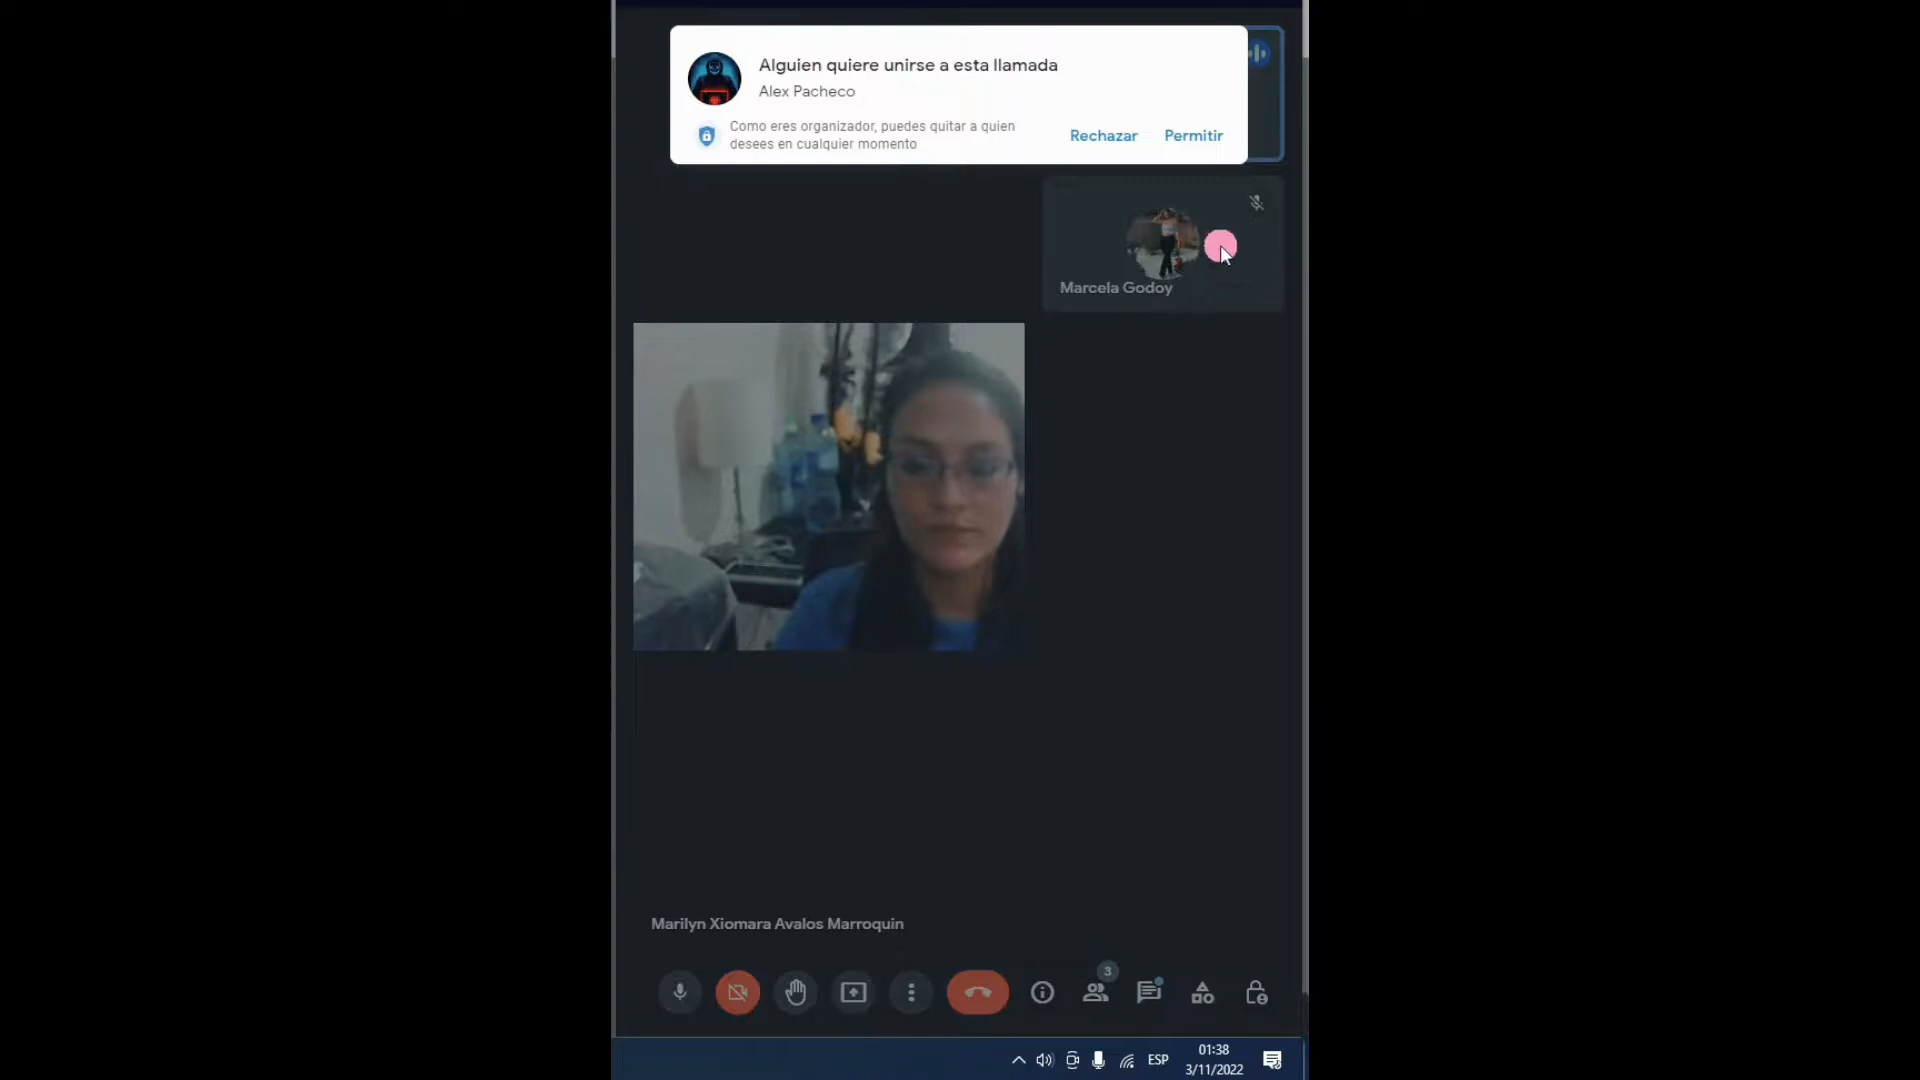 Alguien quiere unirse a esta llamada
Alex Pacheco
Como eres organizador, puedes quitar a quien
desees en cualquier momento
Rechazar
Permitir
Marcela Godoy
Marilyn Xiomara Avalos Marroquin
3
ESP
01:38
3/11/2022